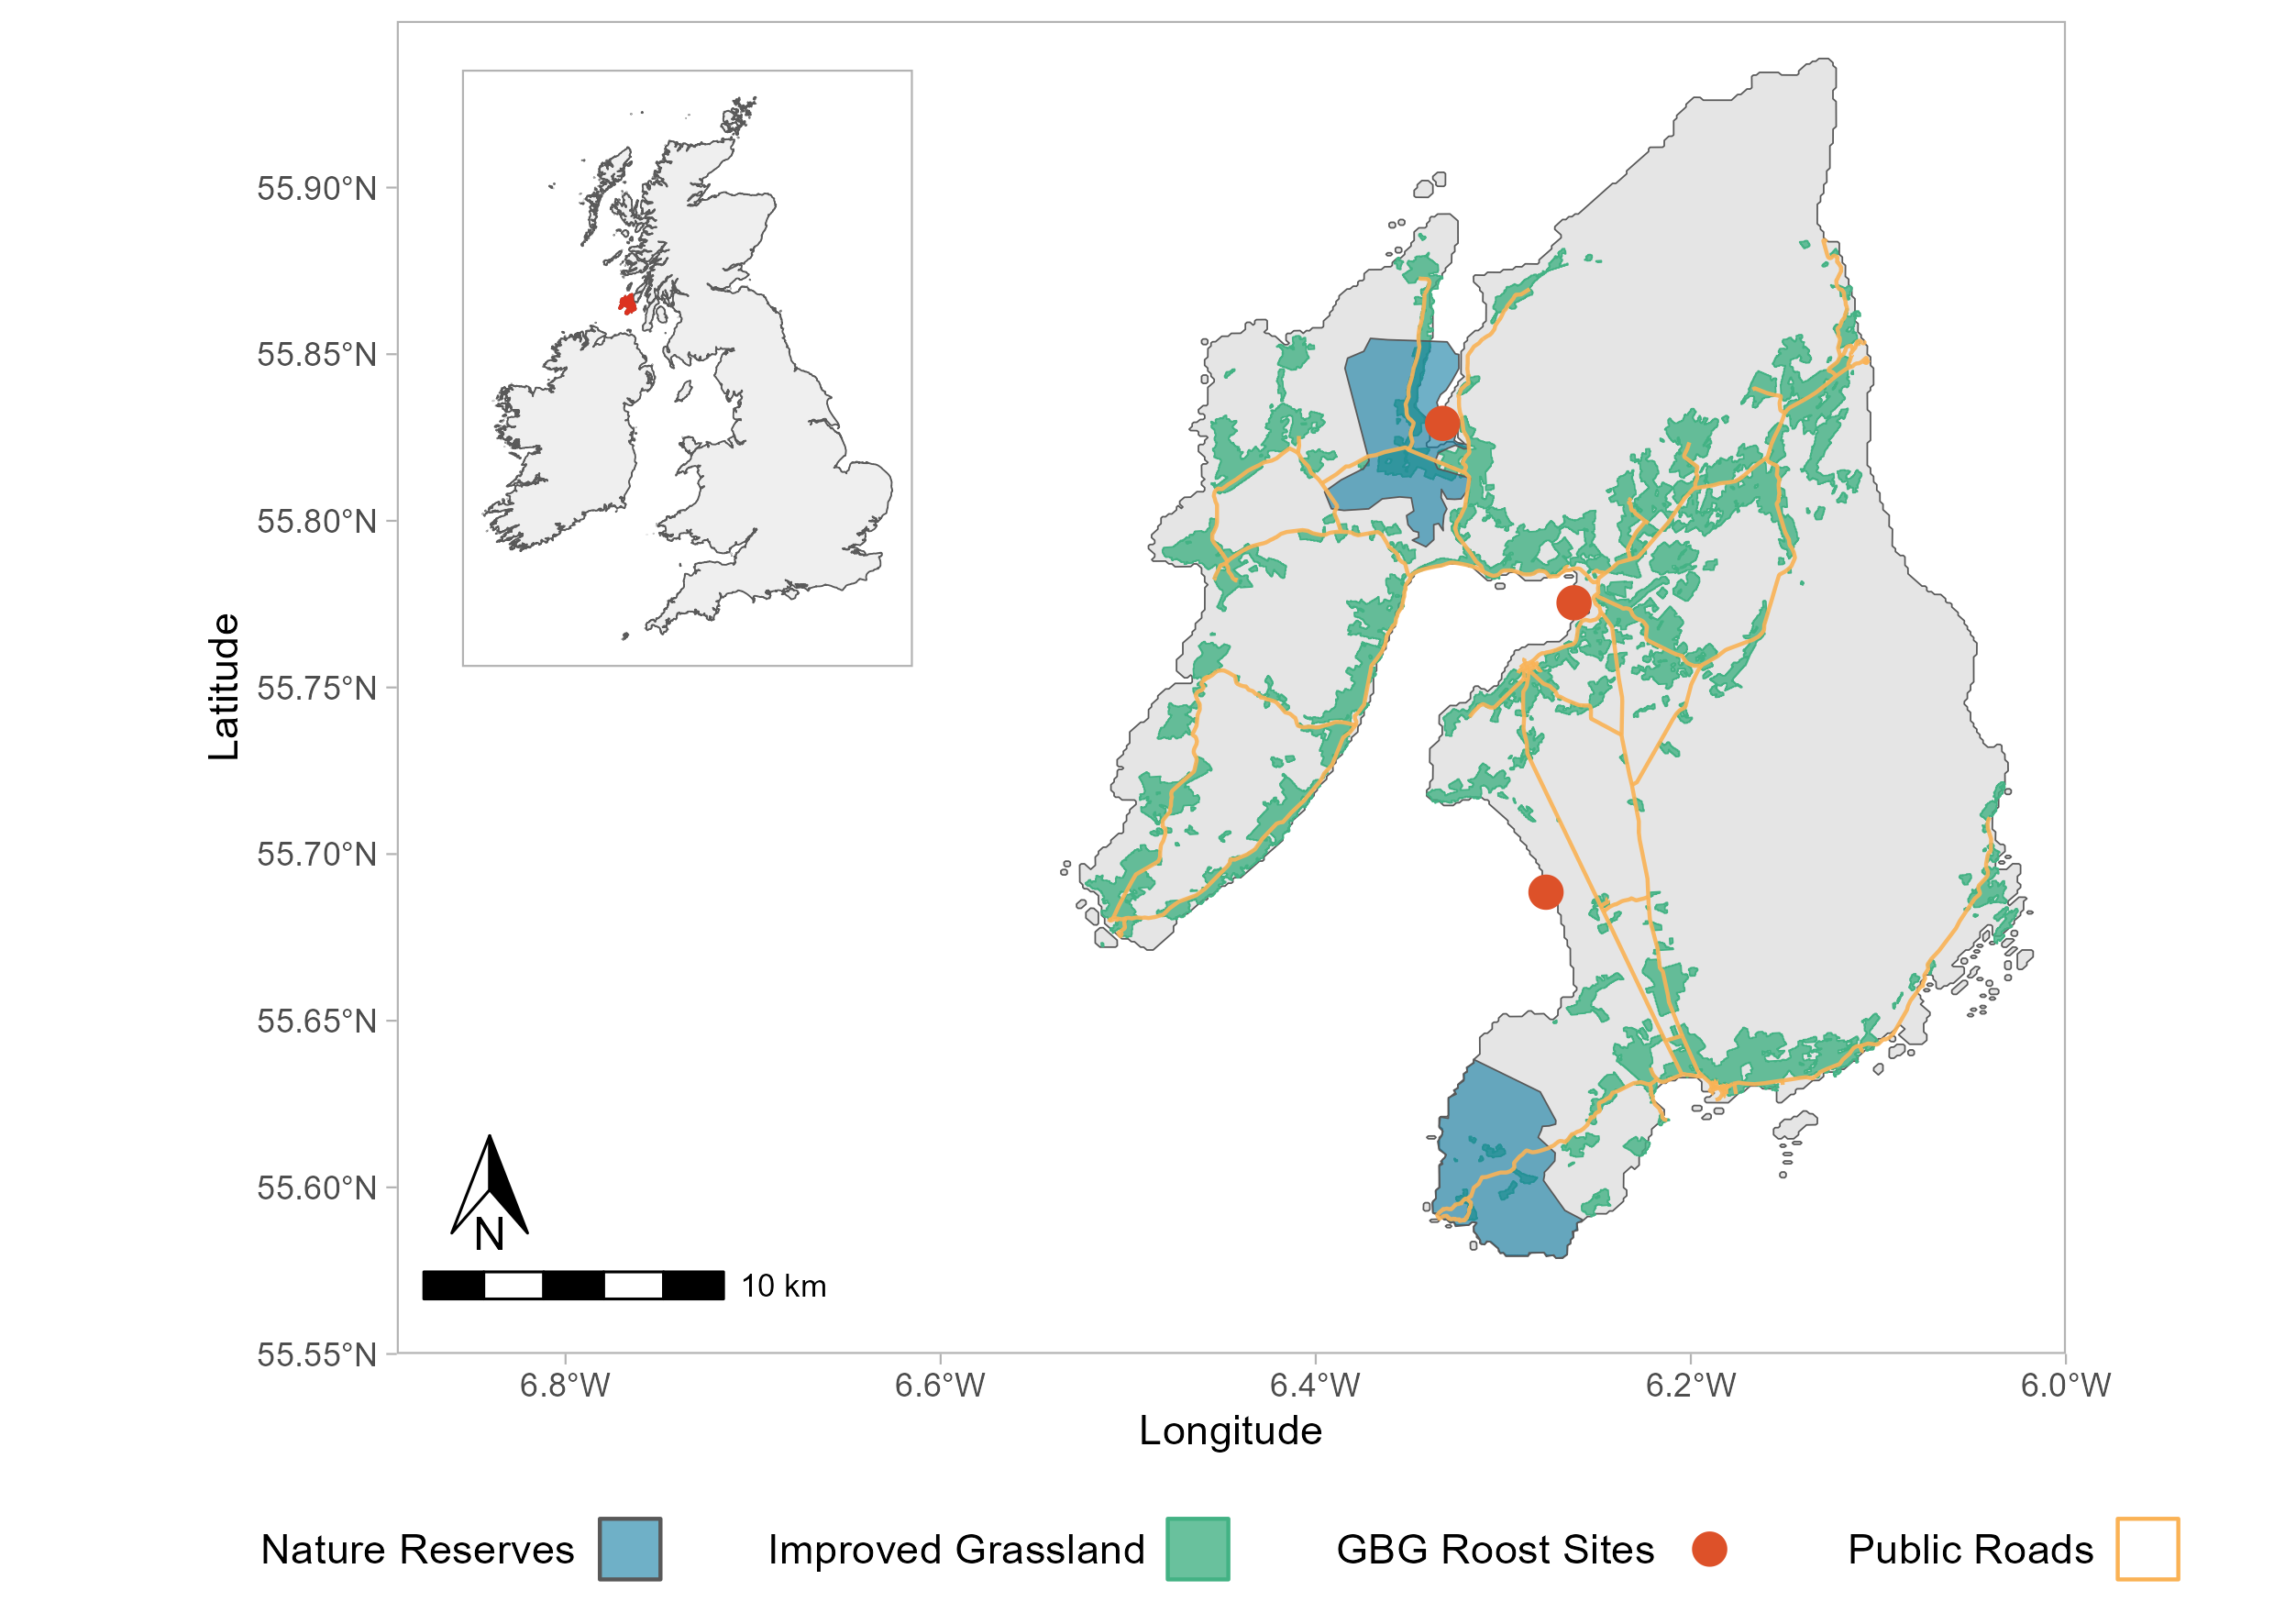 55.90°N
55.85°N
55.80°N
55.75°N
55.70°N
55.65°N
55.60°N
55.55°N
Latitude
N
10 km
6.8°W 6.6°W 6.4°W 6.2°W 6.0°W
Longitude
Nature Reserves Improved Grassland GBG Roost Sites Public Roads